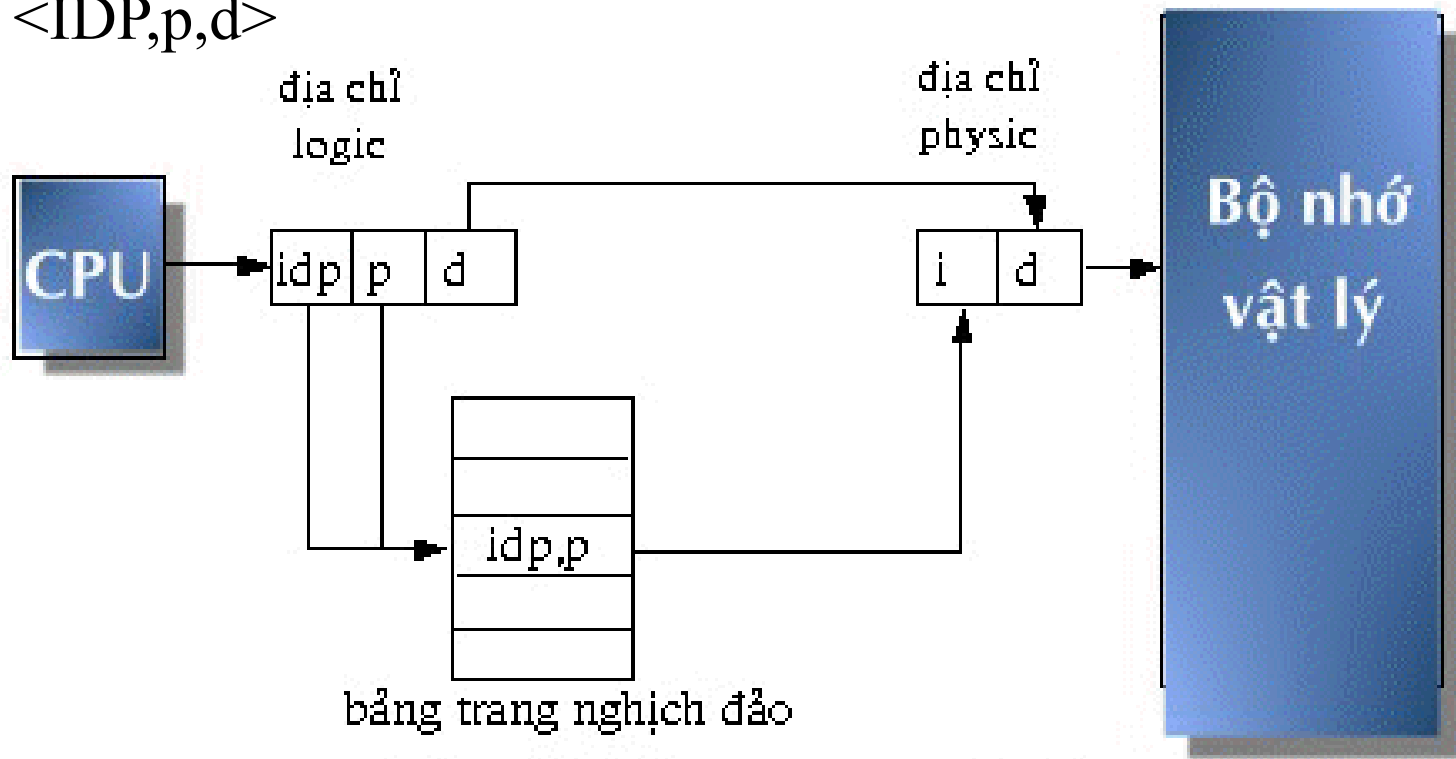 <IDP,p,d>
địa chỉ
logic
địa chỉ
physic
CPU
idp p d
i d
Bộ nhớ
vật lý
idp,p
bảng trang nghịch đảo